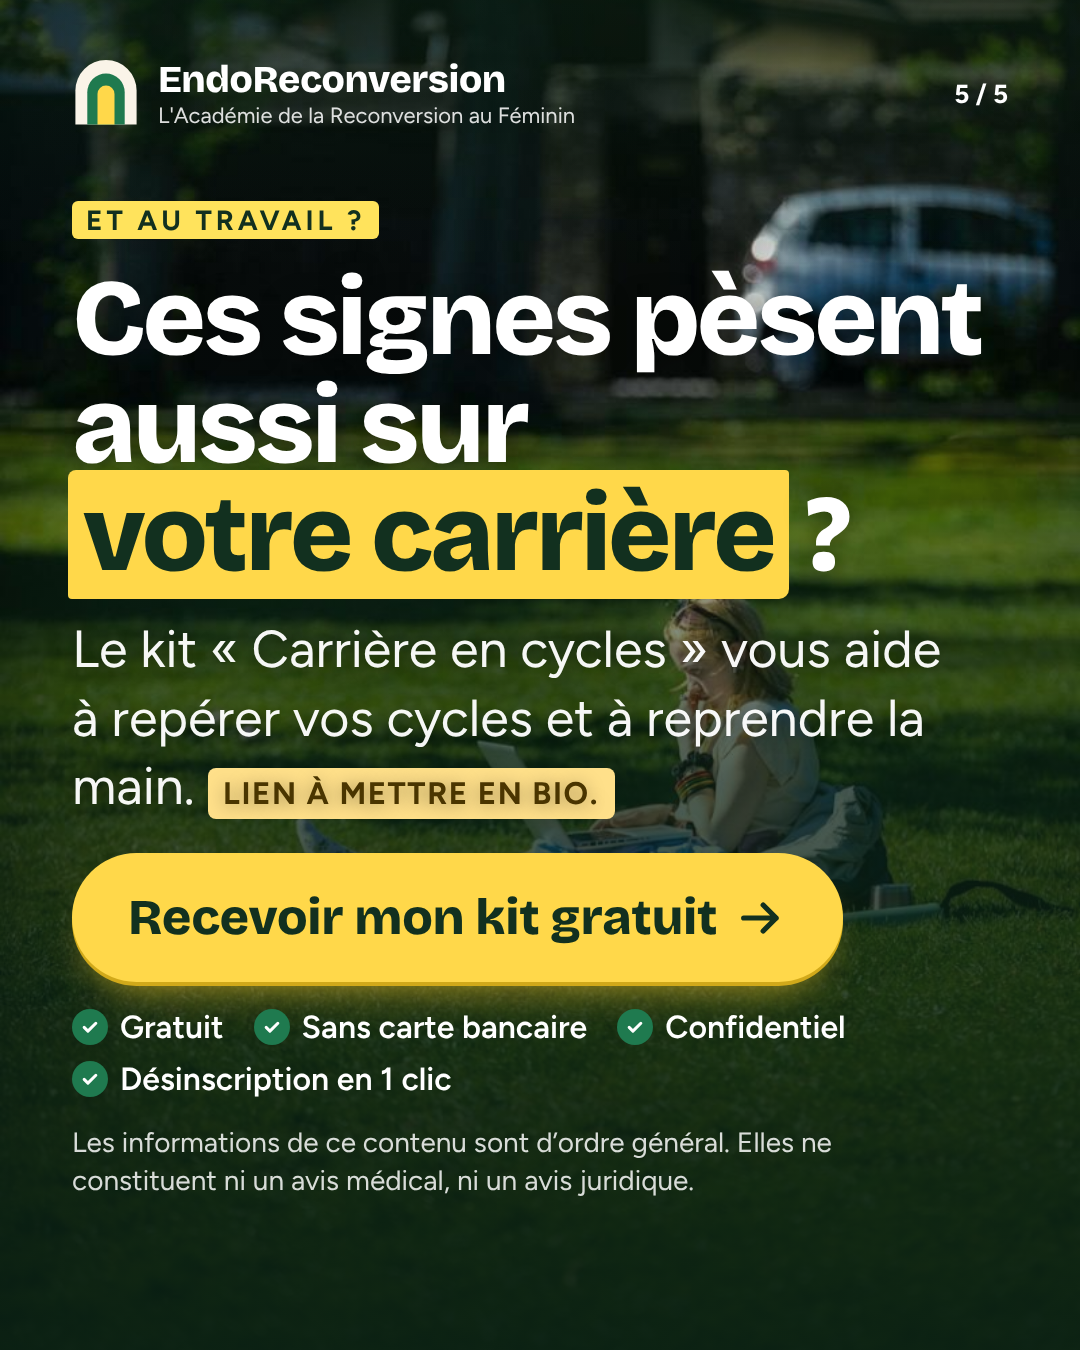 EndoReconversion
L'Académie de la Reconversion au Féminin
5 / 5
ET AU TRAVAIL ?
Ces signes pèsent
aussi sur
votre carrière ?
Le kit « Carrière en cycles » vous aide
à repérer vos cycles et à reprendre la
main. LIEN À METTRE EN BIO.
Recevoir mon kit gratuit →
Gratuit Sans carte bancaire Confidentiel
Désinscription en 1 clic
Les informations de ce contenu sont d’ordre général. Elles ne
constituent ni un avis médical, ni un avis juridique.